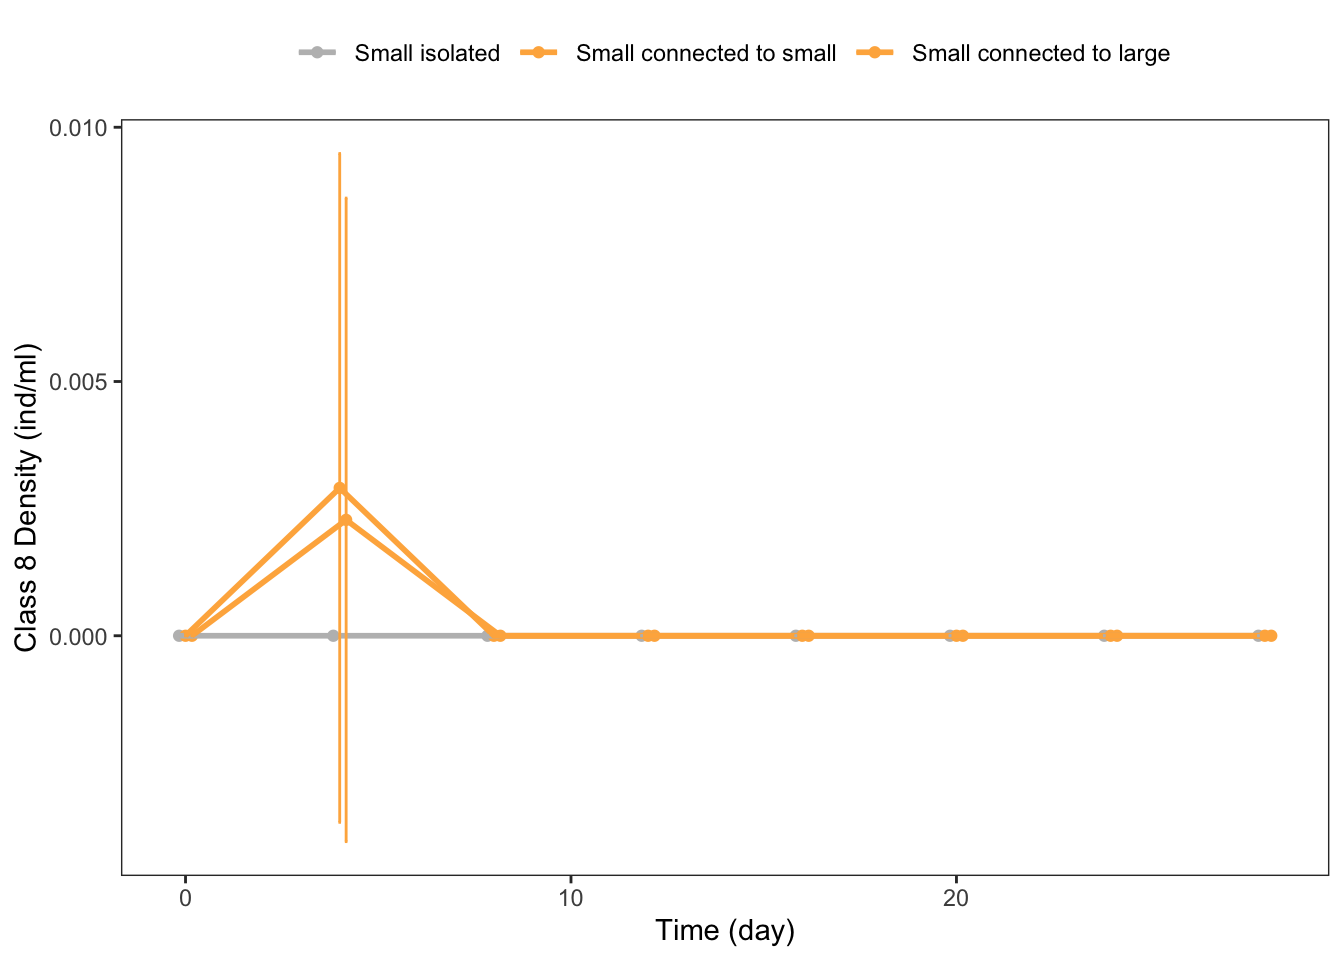 Small isolated Small connected to small Small connected to large
0.010
0.005
0.000
Class 8 Density (ind/ml)
0 10 20
Time (day)